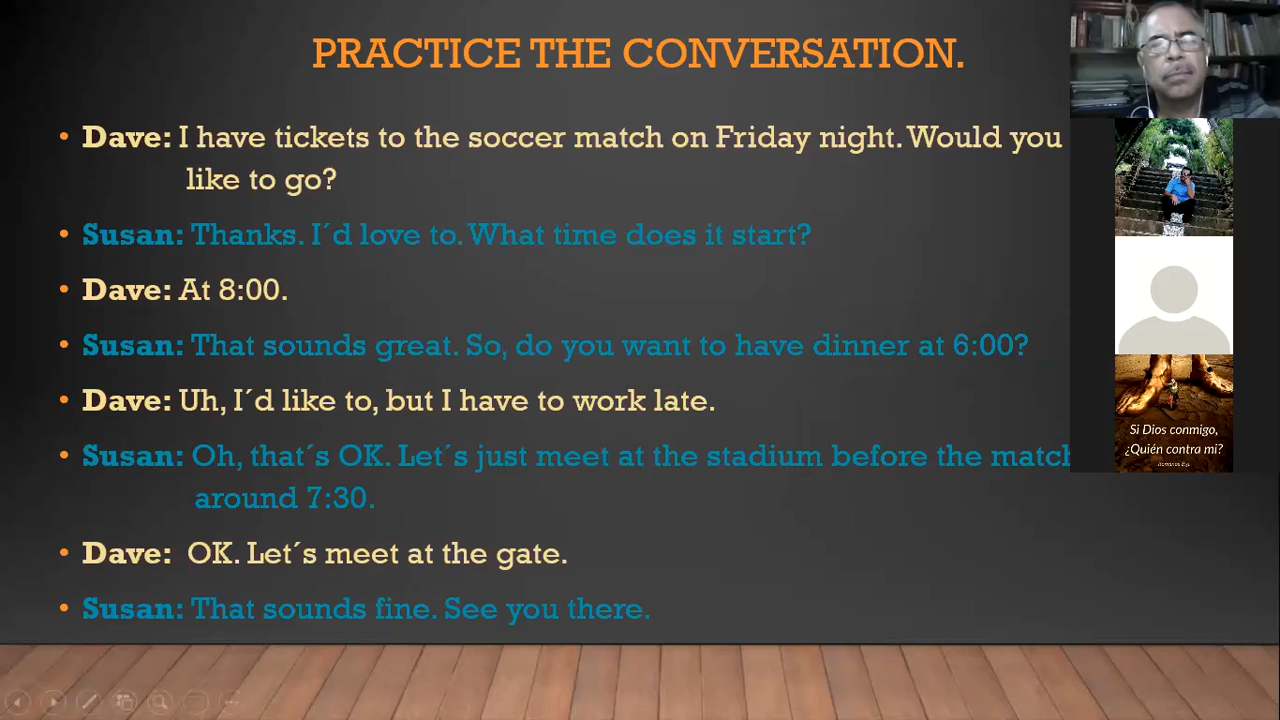 PRACTICE THE CONVERSATION.
• Dave: I have tickets to the soccer match on Friday night. Would you
like to go?
• Susan: Thanks. I´d love to. What time does it start?
• Dave: At 8:00.
• Susan: That sounds great. So, do you want to have dinner at 6:00?
• Dave: Uh, I´d like to, but I have to work late.
• Susan: Oh, that´s OK. Let´s just meet at the stadium before the match
around 7:30.
• Dave: OK. Let´s meet at the gate.
• Susan: That sounds fine. See you there.
Si Dios conmigo,
¿Quién contra mi?